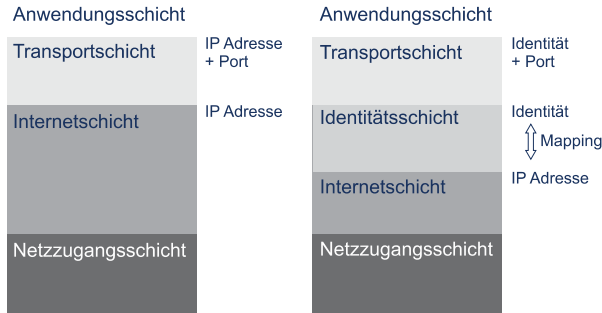 Anwendungsschicht
Transportschicht
IP Adresse
+ Port
Internetschicht
IP Adresse
Netzzugangsschicht
Anwendungsschicht
Transportschicht
Identität
+ Port
Identitätsschicht
Identität
Mapping
Internetschicht
IP Adresse
Netzzugangsschicht